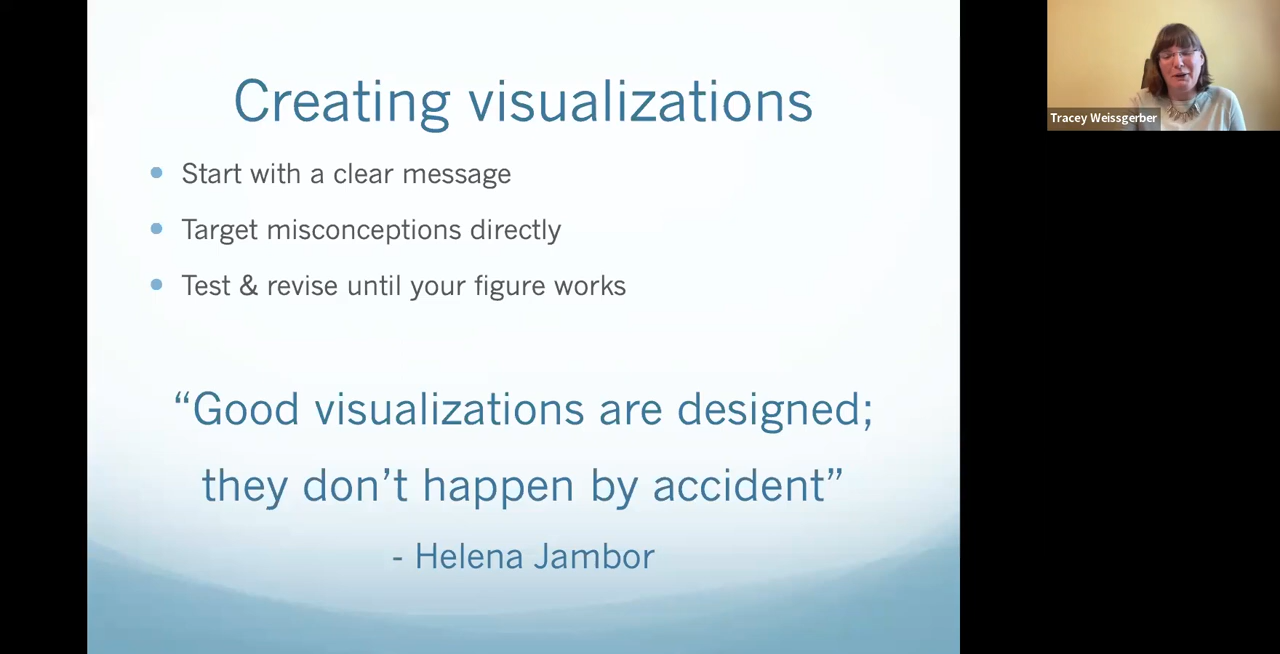 Creating visualizations
Start with a clear message
Target misconceptions directly
Test & revise until your figure works
“Good visualizations are designed;
they don’t happen by accident”
- Helena Jambor
Tracey Weissgerber